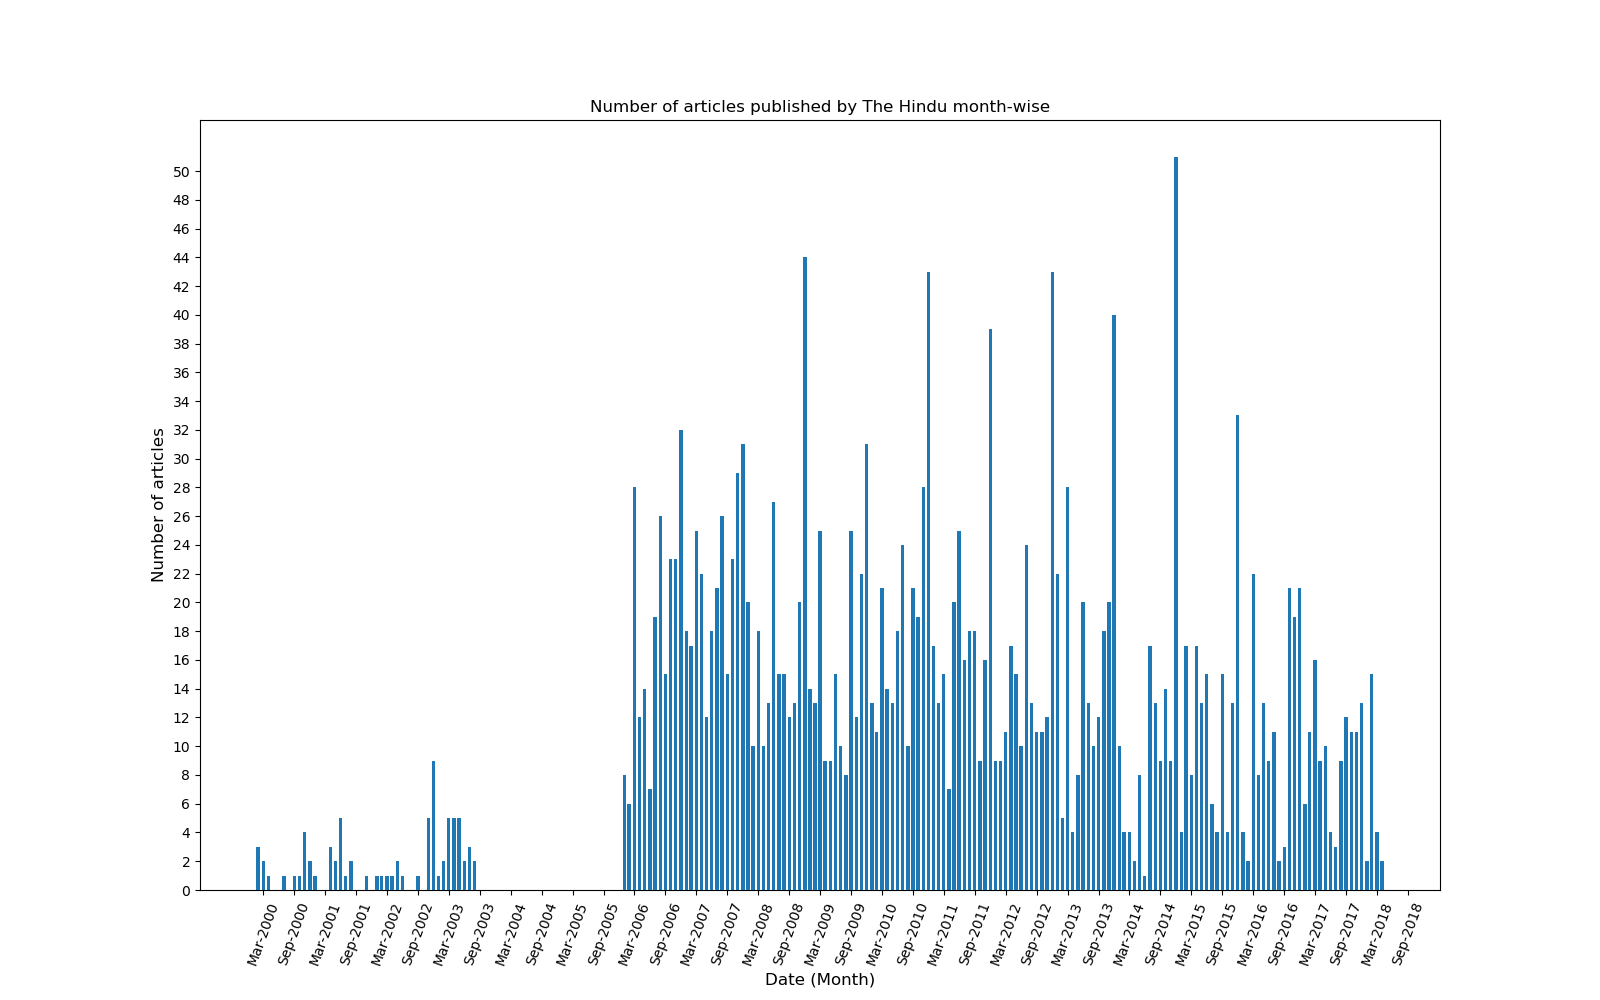 Number of articles published by The Hindu month-wise
Number of articles
50
48
46
44
42
40
38
36
34
32
30
28
26
24
22
20
18
16
14
12
10
8
6
4
2
0
Mar-2000
Sep-2000
Mar-2001
Sep-2001
Mar-2002
Sep-2002
Mar-2003
Sep-2003
Mar-2004
Sep-2004
Mar-2005
Sep-2005
Mar-2006
Sep-2006
Mar-2007
Sep-2007
Mar-2008
Sep-2008
Mar-2009
Sep-2009
Mar-2010
Sep-2010
Mar-2011
Sep-2011
Mar-2012
Sep-2012
Mar-2013
Sep-2013
Mar-2014
Sep-2014
Mar-2015
Sep-2015
Mar-2016
Sep-2016
Mar-2017
Sep-2017
Mar-2018
Sep-2018
Date (Month)